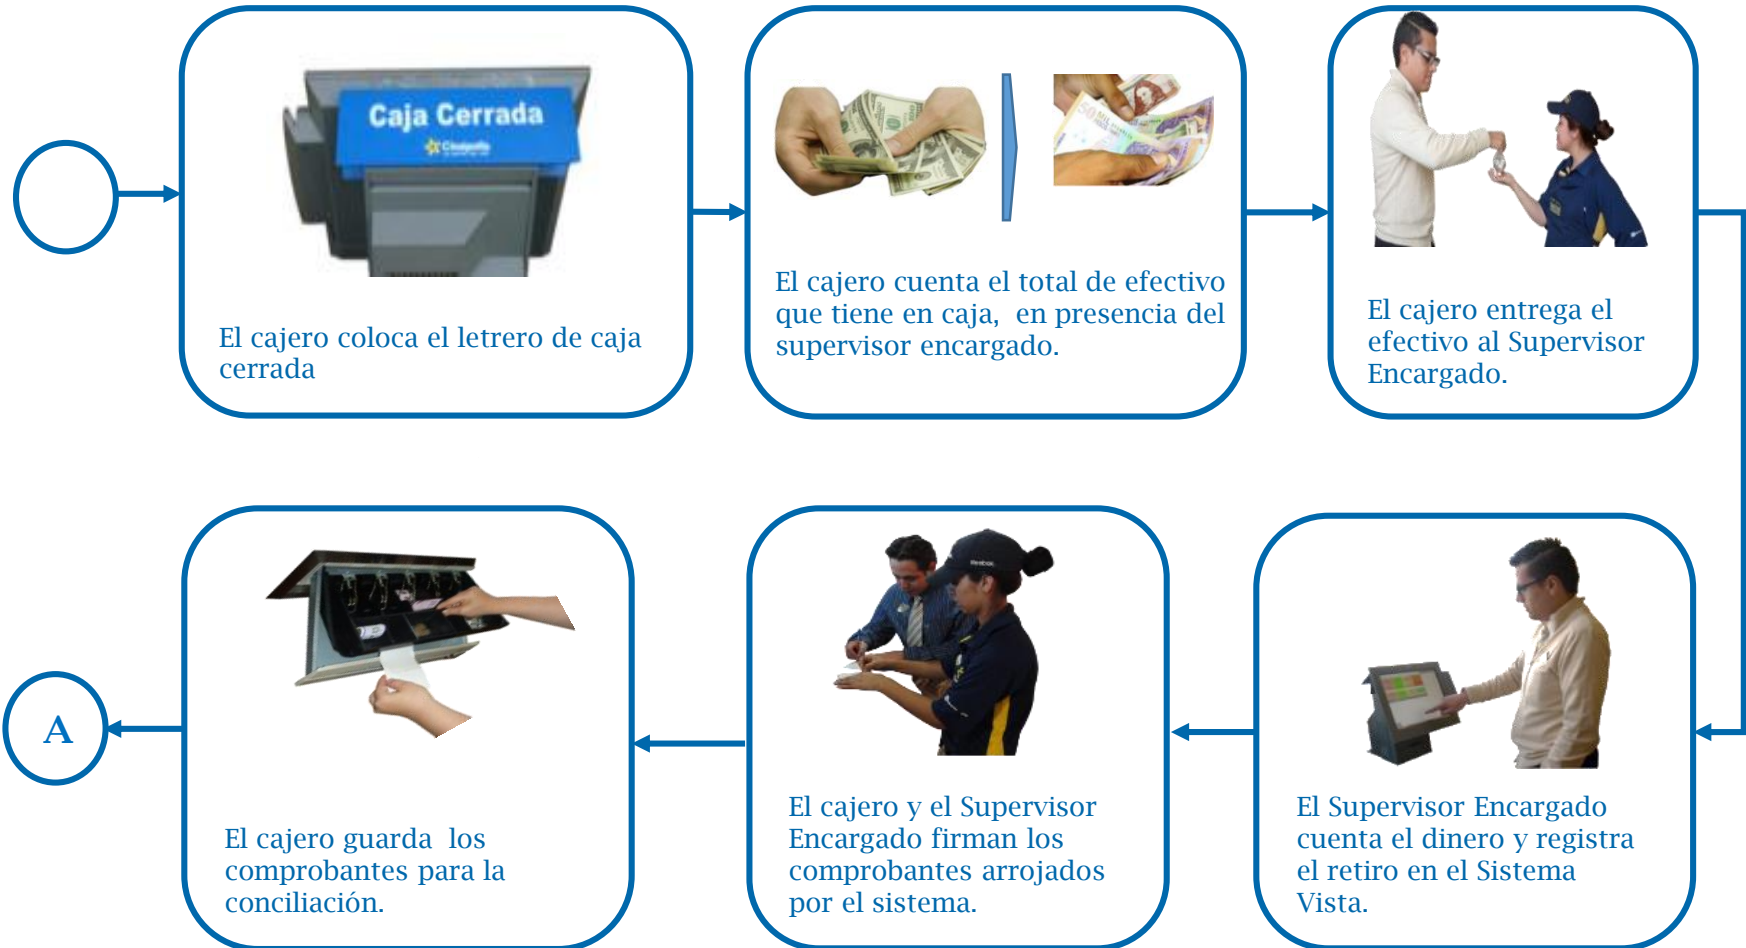 Caja Cerrada
Cinépolis
El cajero coloca el letrero de caja
cerrada
El cajero cuenta el total de efectivo
que tiene en caja,  en presencia del
supervisor encargado.
El cajero entrega el
efectivo al Supervisor
Encargado.
El Supervisor Encargado
cuenta el dinero y registra
el retiro en el Sistema
Vista.
El cajero y el Supervisor
Encargado firman los
comprobantes arrojados
por el sistema.
El cajero guarda  los
comprobantes para la
conciliación.
A